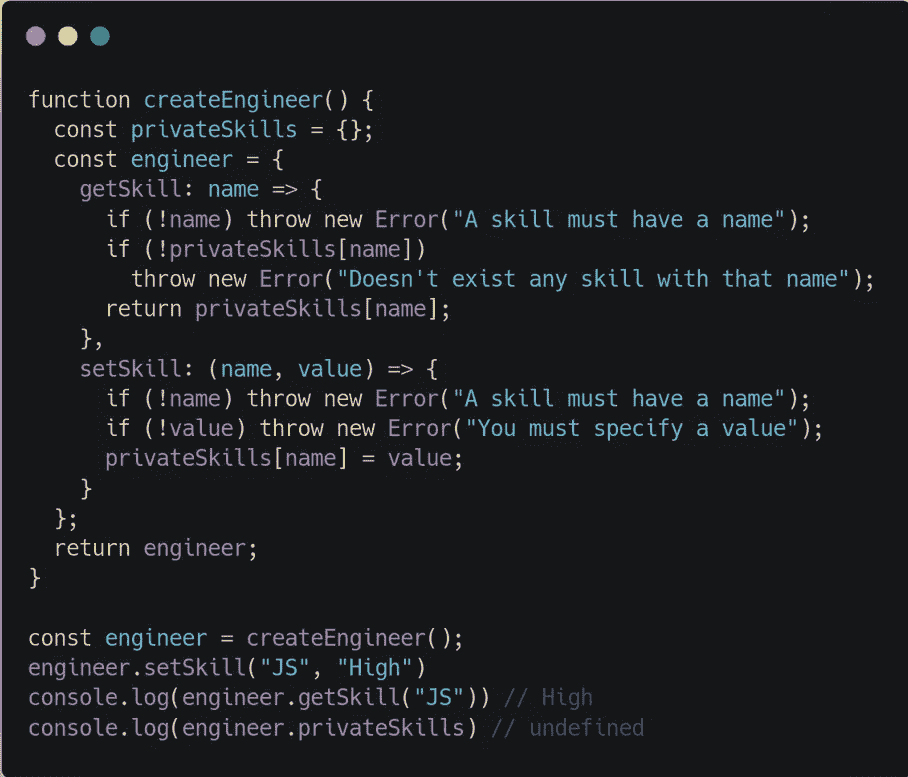 function createEngineer() {
  const privateSkills = {};
  const engineer = {
    getSkill: name => {
      if (!name) throw new Error("A skill must have a name");
      if (!privateSkills[name])
        throw new Error("Doesn't exist any skill with that name");
      return privateSkills[name];
    },
    setSkill: (name, value) => {
      if (!name) throw new Error("A skill must have a name");
      if (!value) throw new Error("You must specify a value");
      privateSkills[name] = value;
    }
  };
  return engineer;
}

const engineer = createEngineer();
engineer.setSkill("JS", "High")
console.log(engineer.getSkill("JS")) // High
console.log(engineer.privateSkills) // undefined